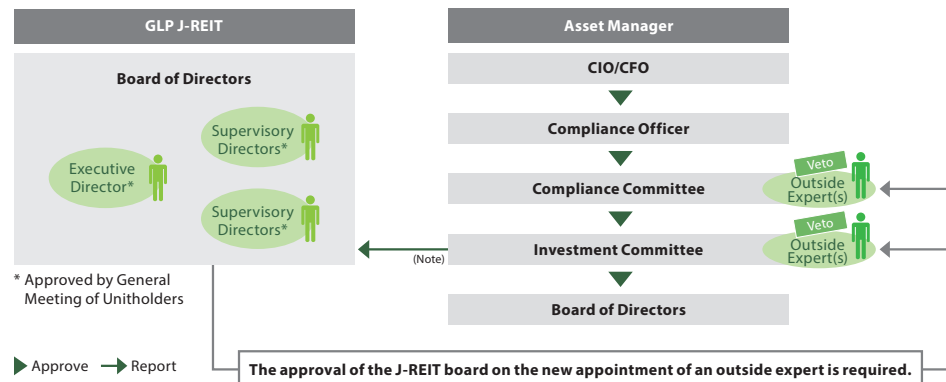 GLP J-REIT
Board of Directors
Supervisory
Directors*
Executive
Director*
Supervisory
Directors*
* Approved by General
Meeting of Unitholders
Approve
Report
Asset Manager
CIO/CFO
Compliance Officer
Compliance Committee
Veto
Outside
Expert(s)
(Note)
Investment Committee
Veto
Outside
Expert(s)
Board of Directors
The approval of the J-REIT board on the new appointment of an outside expert is required.